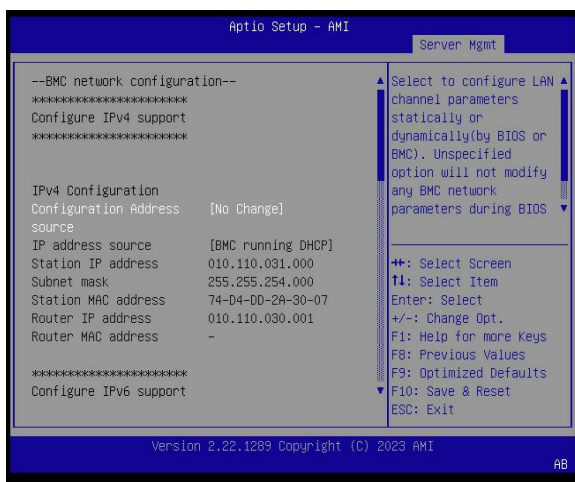 Aptio Setup - AMI
Server Mgmt
--BMC network configuration--
***********************
Configure IPv4 support
***********************
IPv4 Configuration
Configuration Address [No Change]
source
IP address source [BMC running DHCP]
Station IP address 010.110.031.000
Subnet mask 255.255.254.000
Station MAC address 74-D4-DD-2A-30-07
Router IP address 010.110.030.001
Router MAC address -
***********************
Configure IPv6 support
Select to configure LAN
channel parameters
statically or
dynamically(by BIOS or
BMC). Unspecified
option will not modify
any BMC network
parameters during BIOS
→←: Select Screen
↑↓: Select Item
Enter: Select
+/-: Change Opt.
F1: Help for more Keys
F8: Previous Values
F9: Optimized Defaults
F10: Save & Reset
ESC: Exit
Version 2.22.1289 Copyright (C) 2023 AMI
AB